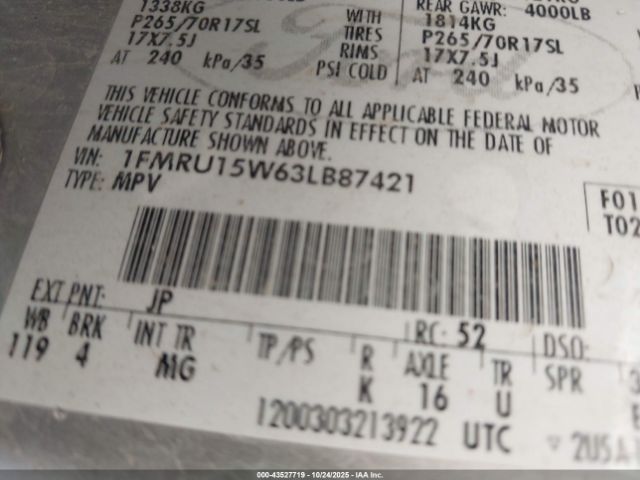 REAR GAWR: 4000LB
1338KG WITH 1814KG
P265/70R17SL TIRES P265/70R17SL
17X7.5J RIMS 17X7.5J
AT 240 kPa/35 PSI COLD AT 240 kPa/35
THIS VEHICLE CONFORMS TO ALL APPLICABLE FEDERAL MOTOR
VEHICLE SAFETY STANDARDS IN EFFECT ON THE DATE OF
MANUFACTURE SHOWN ABOVE.
VIN: 1FMRU15W63LB87421
TYPE: MPV
F01
T02
EXT PNT: JP RC: 52 DSO:
WB BRK INT TR TP/PS R AXLE TR SPR
119 4 MG K 16 U
1200303213922 UTC
000-43527719 - 10/24/2025 - IAA Inc.